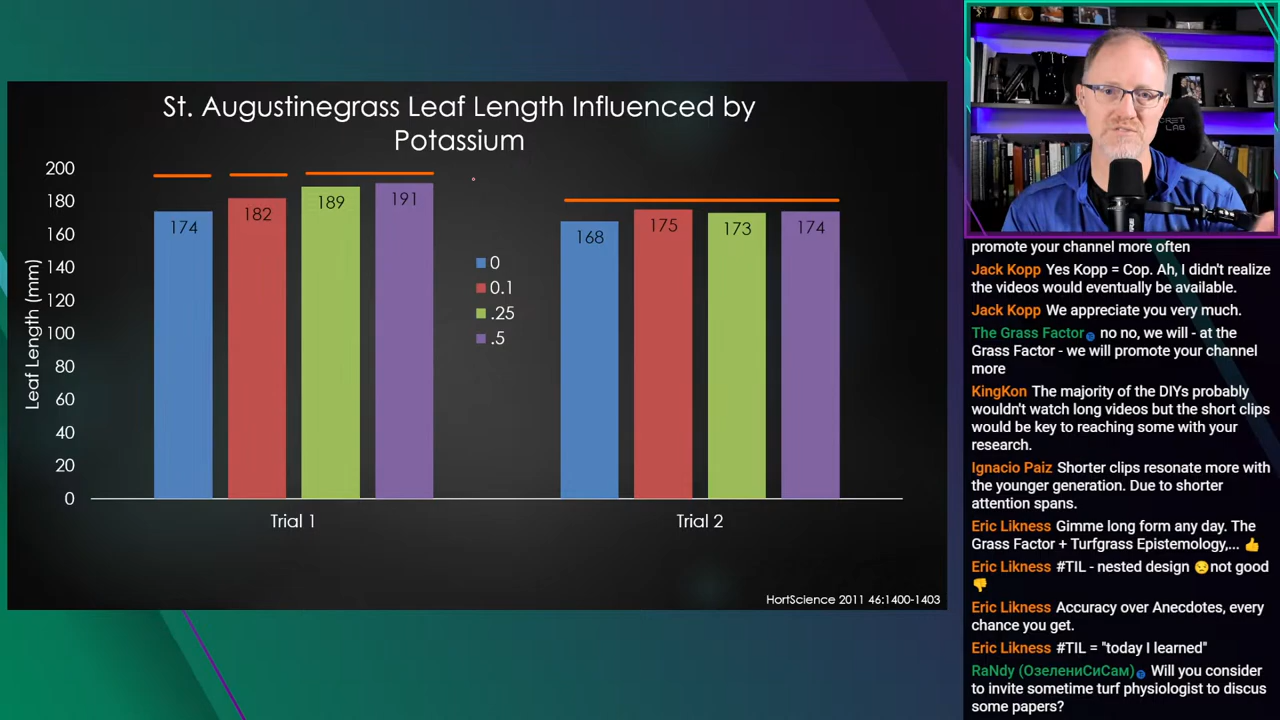 St. Augustinegrass Leaf Length Influenced by
Potassium
200
180
160
140
120
100
80
60
40
20
0
Leaf Length (mm)
174
182
189
191
0
0.1
.25
.5
168
175
173
174
Trial 1
Trial 2
HortScience 2011 46:1400-1403
SECRET
LAB
promote your channel more often
Jack Kopp Yes Kopp = Cop. Ah, I didn't realize
the videos would eventually be available.
Jack Kopp We appreciate you very much.
The Grass Factor no no, we will - at the
Grass Factor - we will promote your channel
more
KingKon The majority of the DIYs probably
wouldn't watch long videos but the short clips
would be key to reaching some with your
research.
Ignacio Paiz Shorter clips resonate more with
the younger generation. Due to shorter
attention spans.
Eric Likness Gimme long form any day. The
Grass Factor + Turfgrass Epistemology,... 👍
Eric Likness #TIL - nested design 😒not good
👎
Eric Likness Accuracy over Anecdotes, every
chance you get.
Eric Likness #TIL = "today I learned"
RaNdy (ОзелениСиСам) Will you consider
to invite sometime turf physiologist to discus
some papers?